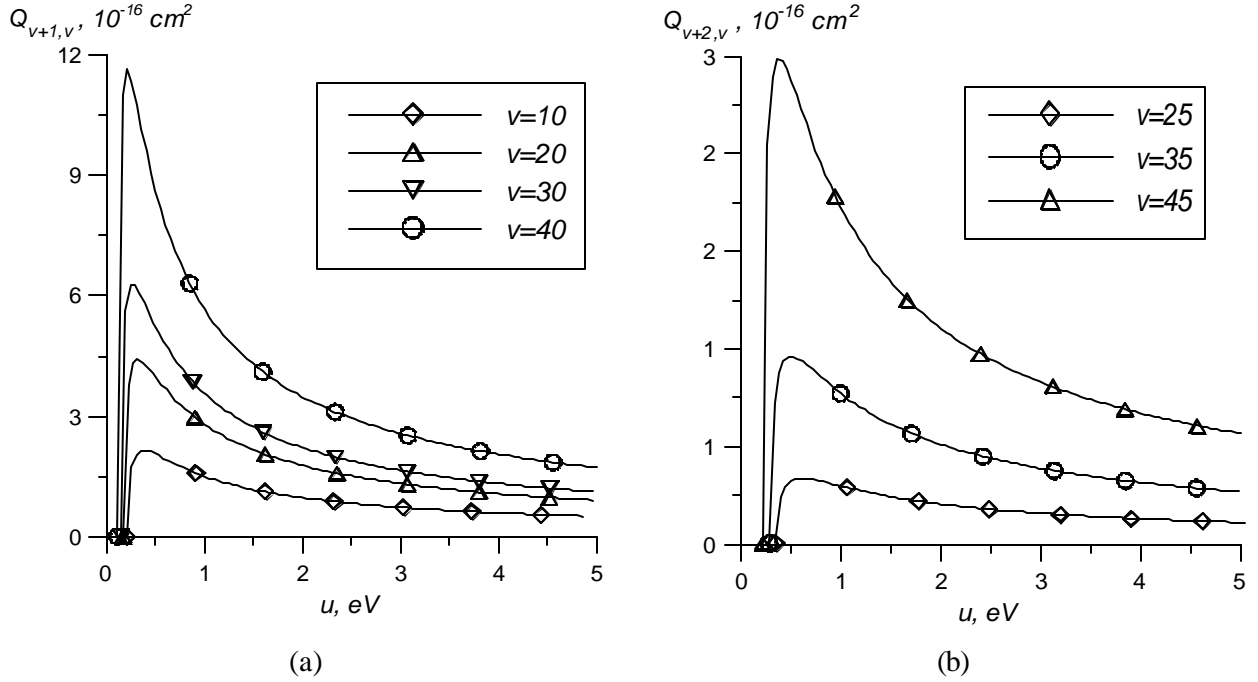 Q_{v+1,v} , 10^{-16} cm^2
12
9
6
3
0
0 1 2 3 4 5
u, eV
v=10
v=20
v=30
v=40
(a)
Q_{v+2,v} , 10^{-16} cm^2
3
2
2
1
1
0
0 1 2 3 4 5
u, eV
v=25
v=35
v=45
(b)